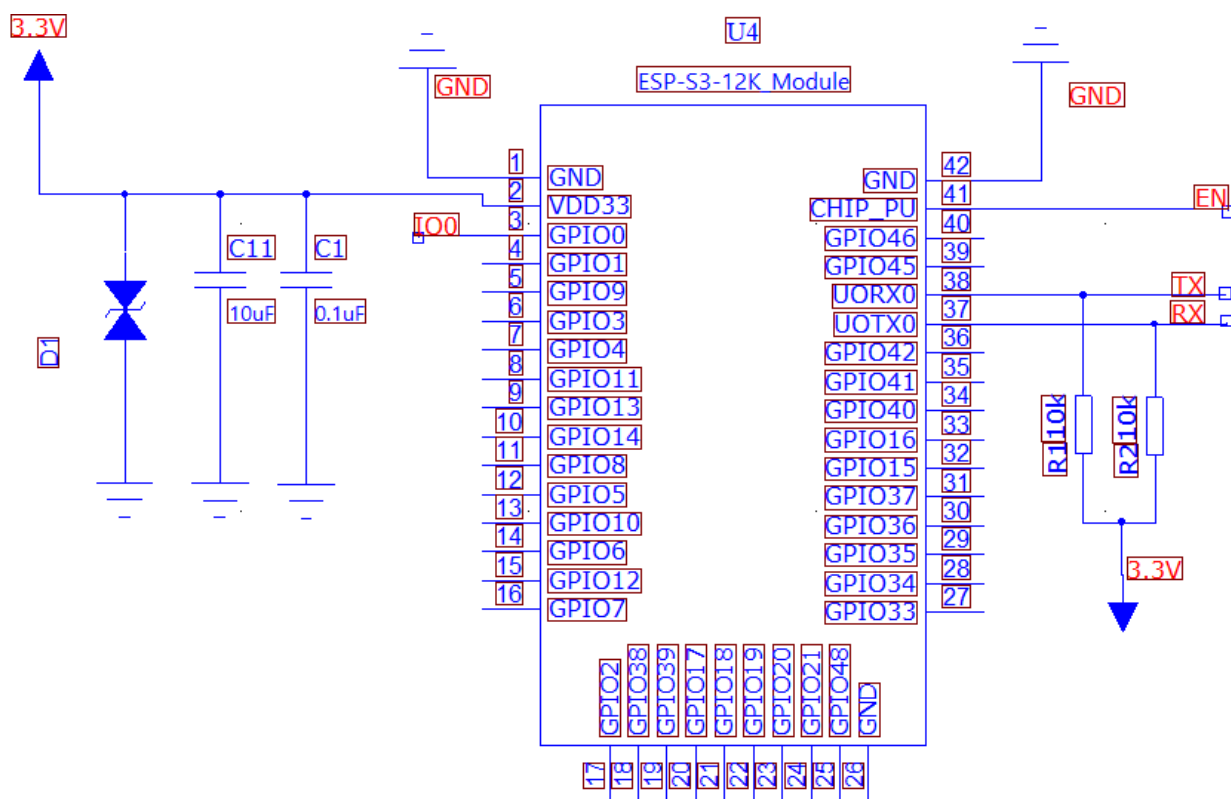 3.3V
U4
ESP-S3-12K_Module
GND
GND
1
GND
2
VDD33
3
GPIO0
IO0
4
GPIO1
5
GPIO9
6
GPIO3
7
GPIO4
8
GPIO11
9
GPIO13
10
GPIO14
11
GPIO8
12
GPIO5
13
GPIO10
14
GPIO6
15
GPIO12
16
GPIO7
42
GND
41
CHIP_PU
EN
40
GPIO46
39
GPIO45
38
UORX0
TX
37
UOTX0
RX
36
GPIO42
35
GPIO41
34
GPIO40
33
GPIO16
32
GPIO15
31
GPIO37
30
GPIO36
29
GPIO35
28
GPIO34
27
GPIO33
C11
10uF
C1
0.1uF
D1
R1 10k
R2 10k
3.3V
GPIO2
GPIO38
GPIO39
GPIO17
GPIO18
GPIO19
GPIO20
GPIO21
GPIO48
GND
17
18
19
20
21
22
23
24
25
26